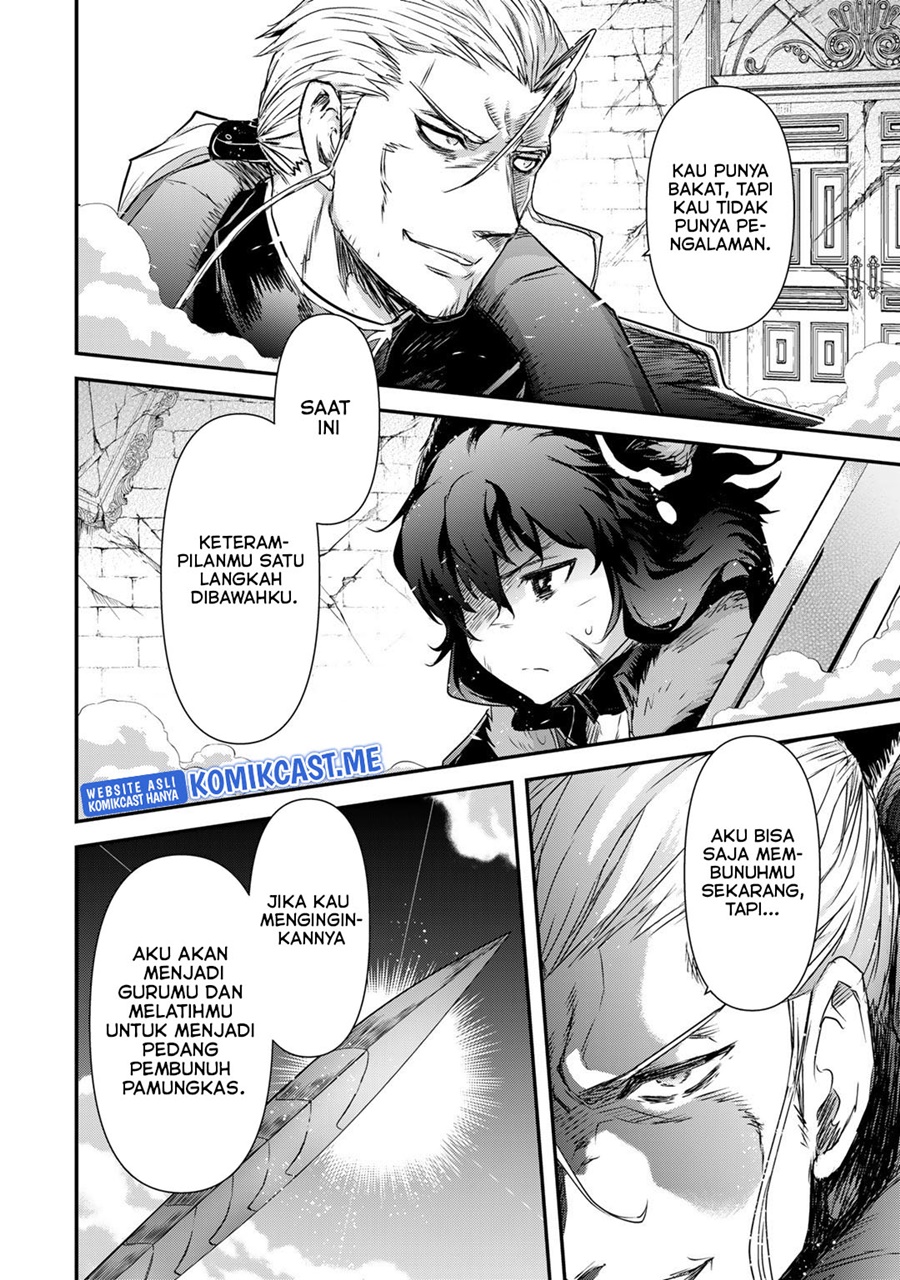 KAU PUNYA
BAKAT, TAPI
KAU TIDAK
PUNYA PE-
NGALAMAN.
SAAT
INI
KETERAM-
PILANMU SATU
LANGKAH
DIBAWAHKU.
WEBSITE ASLI
KOMIKCAST HANYA
KOMIKCAST.ME
AKU BISA
SAJA MEM-
BUNUHMU
SEKARANG,
TAPI...
JIKA KAU
MENGINGIN-
KANNYA
AKU AKAN
MENJADI
GURUMU DAN
MELATIHMU
UNTUK MENJADI
PEDANG
PEMBUNUH
PAMUNGKAS.